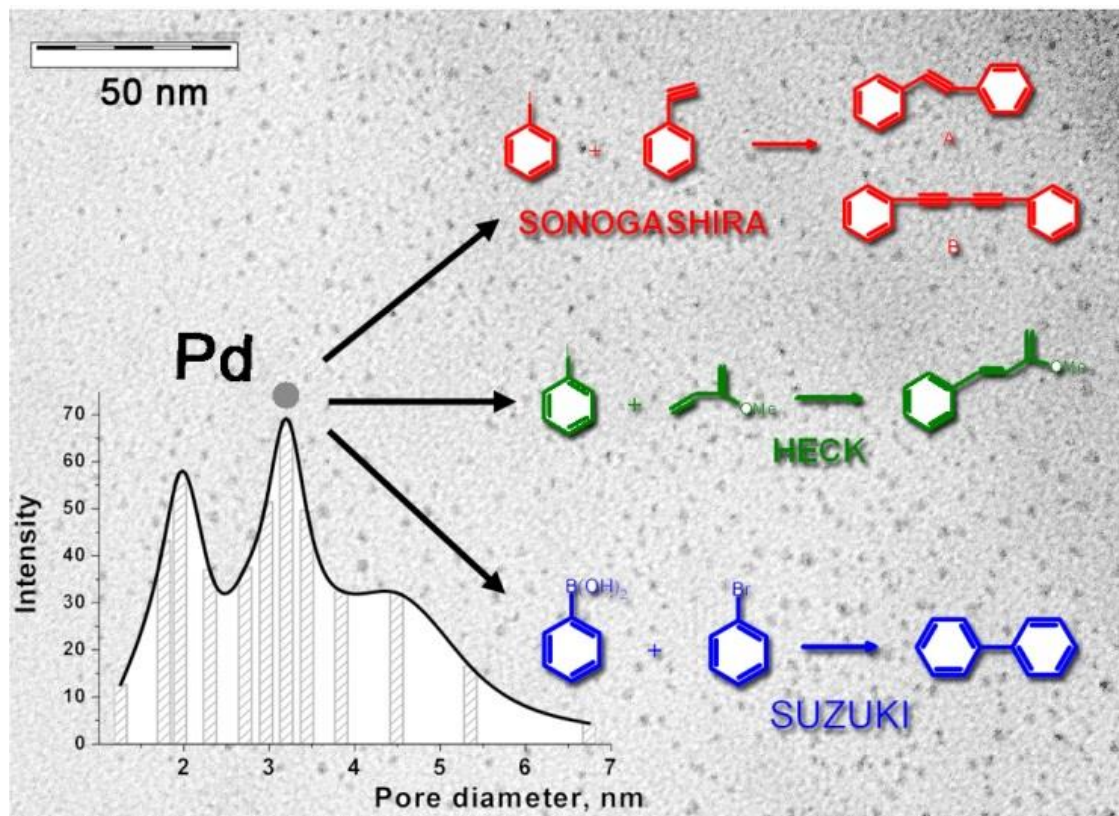 50 nm
I
+
A
SONOGASHIRA
B
Pd
I
+
OMe
OMe
HECK
70
60
50
40
30
20
10
0
Intensity
B(OH)₂
Br
+
SUZUKI
2 3 4 5 6 7
Pore diameter, nm